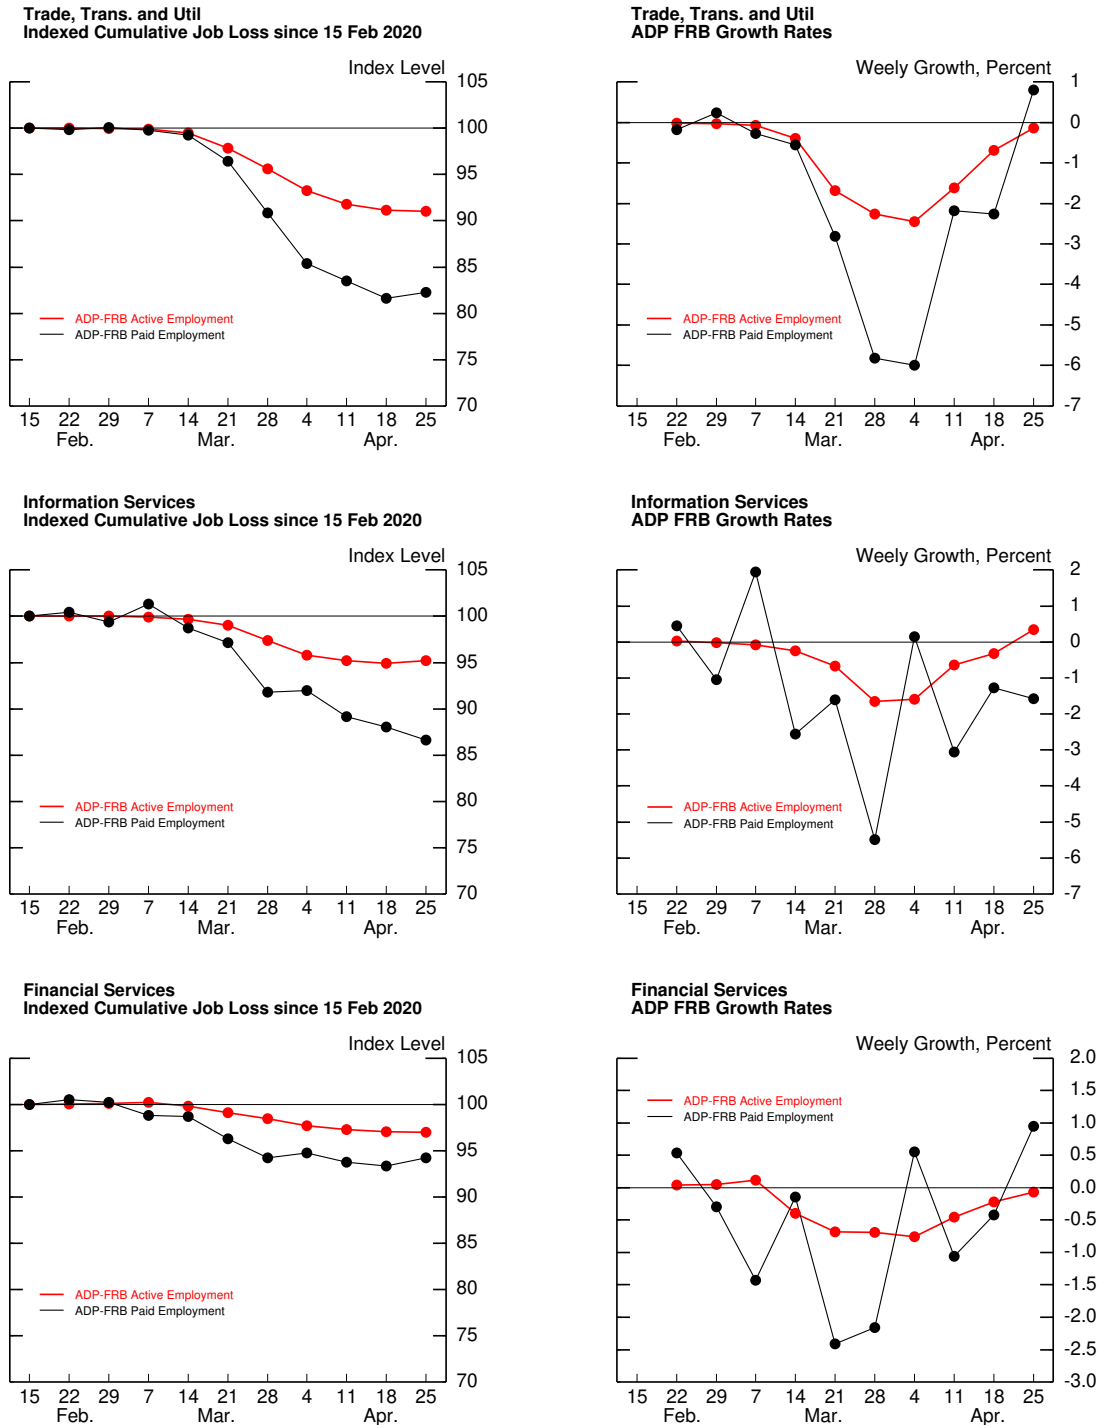 Trade, Trans. and Util
Indexed Cumulative Job Loss since 15 Feb 2020
Index Level
105
100
95
90
85
80
75
70
ADP-FRB Active Employment
ADP-FRB Paid Employment
15 22 29 7 14 21 28 4 11 18 25
Feb. Mar. Apr.
Trade, Trans. and Util
ADP FRB Growth Rates
Weely Growth, Percent
1
0
-1
-2
-3
-4
-5
-6
-7
ADP-FRB Active Employment
ADP-FRB Paid Employment
15 22 29 7 14 21 28 4 11 18 25
Feb. Mar. Apr.
Information Services
Indexed Cumulative Job Loss since 15 Feb 2020
Index Level
105
100
95
90
85
80
75
70
ADP-FRB Active Employment
ADP-FRB Paid Employment
15 22 29 7 14 21 28 4 11 18 25
Feb. Mar. Apr.
Information Services
ADP FRB Growth Rates
Weely Growth, Percent
2
1
0
-1
-2
-3
-4
-5
-6
-7
ADP-FRB Active Employment
ADP-FRB Paid Employment
15 22 29 7 14 21 28 4 11 18 25
Feb. Mar. Apr.
Financial Services
Indexed Cumulative Job Loss since 15 Feb 2020
Index Level
105
100
95
90
85
80
75
70
ADP-FRB Active Employment
ADP-FRB Paid Employment
15 22 29 7 14 21 28 4 11 18 25
Feb. Mar. Apr.
Financial Services
ADP FRB Growth Rates
Weely Growth, Percent
2.0
1.5
1.0
0.5
0.0
-0.5
-1.0
-1.5
-2.0
-2.5
-3.0
ADP-FRB Active Employment
ADP-FRB Paid Employment
15 22 29 7 14 21 28 4 11 18 25
Feb. Mar. Apr.